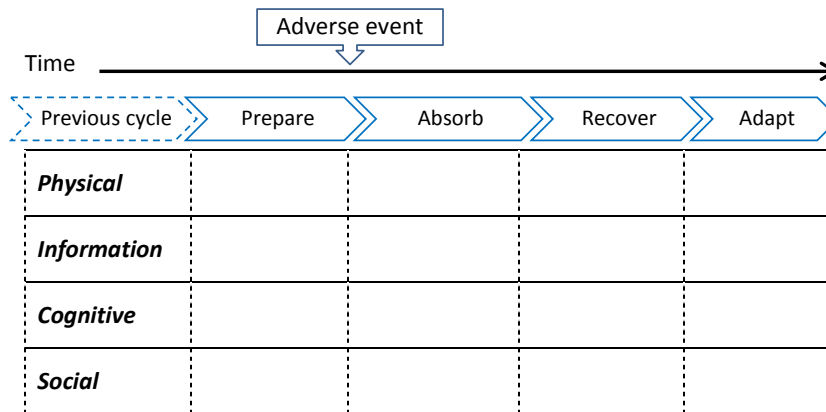 Adverse event
Time
Previous cycle Prepare Absorb Recover Adapt
Physical
Information
Cognitive
Social